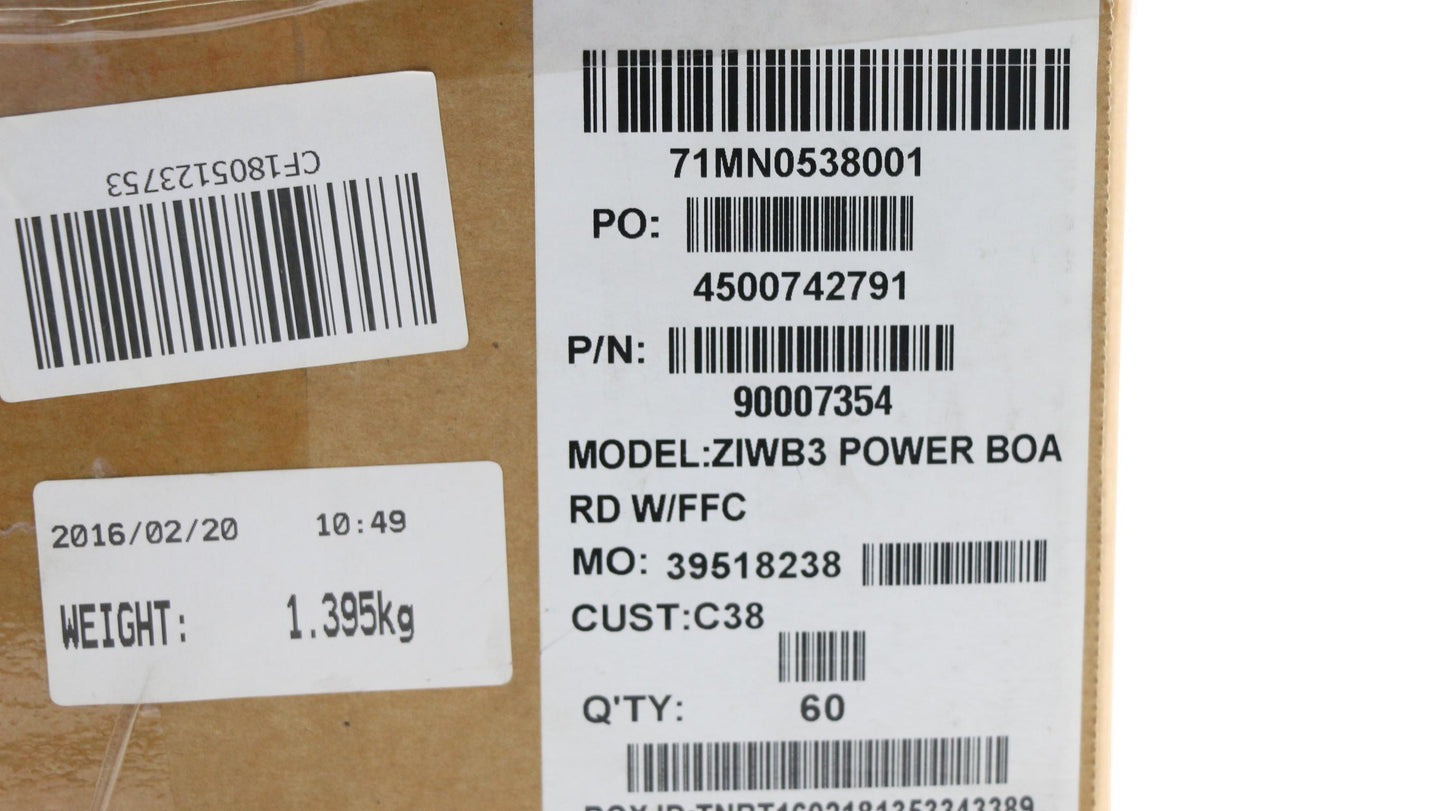 CF1805123753
2016/02/20 10:49
WEIGHT: 1.395kg
71MN0538001
PO:
4500742791
P/N:
90007354
MODEL:ZIWB3 POWER BOA
RD W/FFC
MO: 39518238
CUST:C38
Q'TY: 60